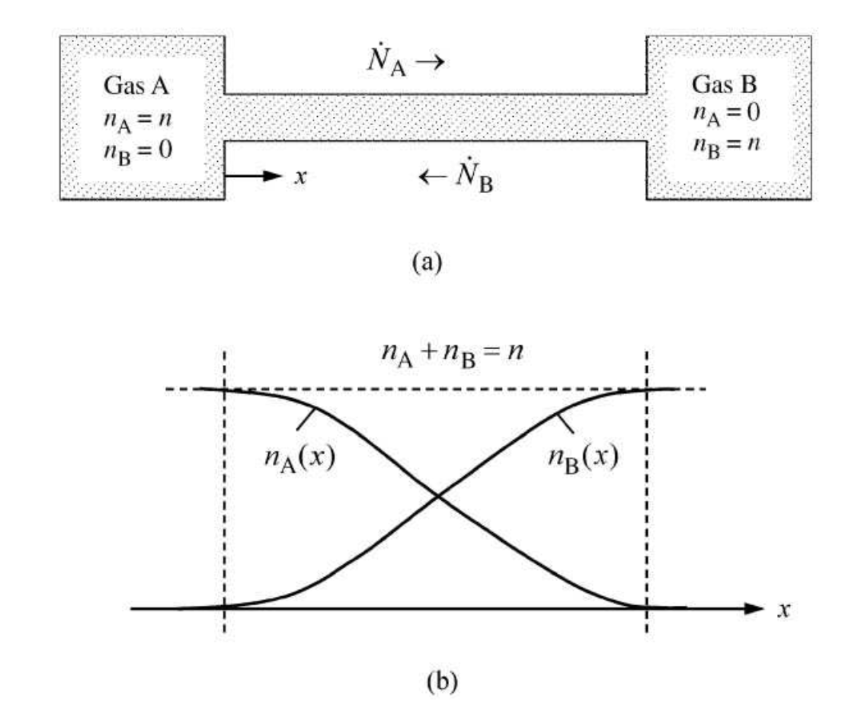 Gas A
n_A = n
n_B = 0
Ṅ_A →
x
← Ṅ_B
Gas B
n_A = 0
n_B = n
(a)
n_A + n_B = n
n_A(x)
n_B(x)
x
(b)